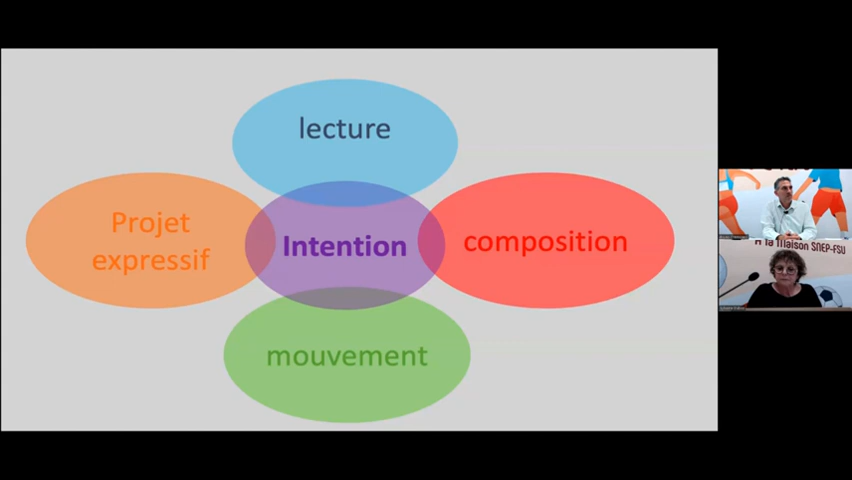 lecture
Projet
expressif
Intention
composition
mouvement
A la Maison SNEP-FSU